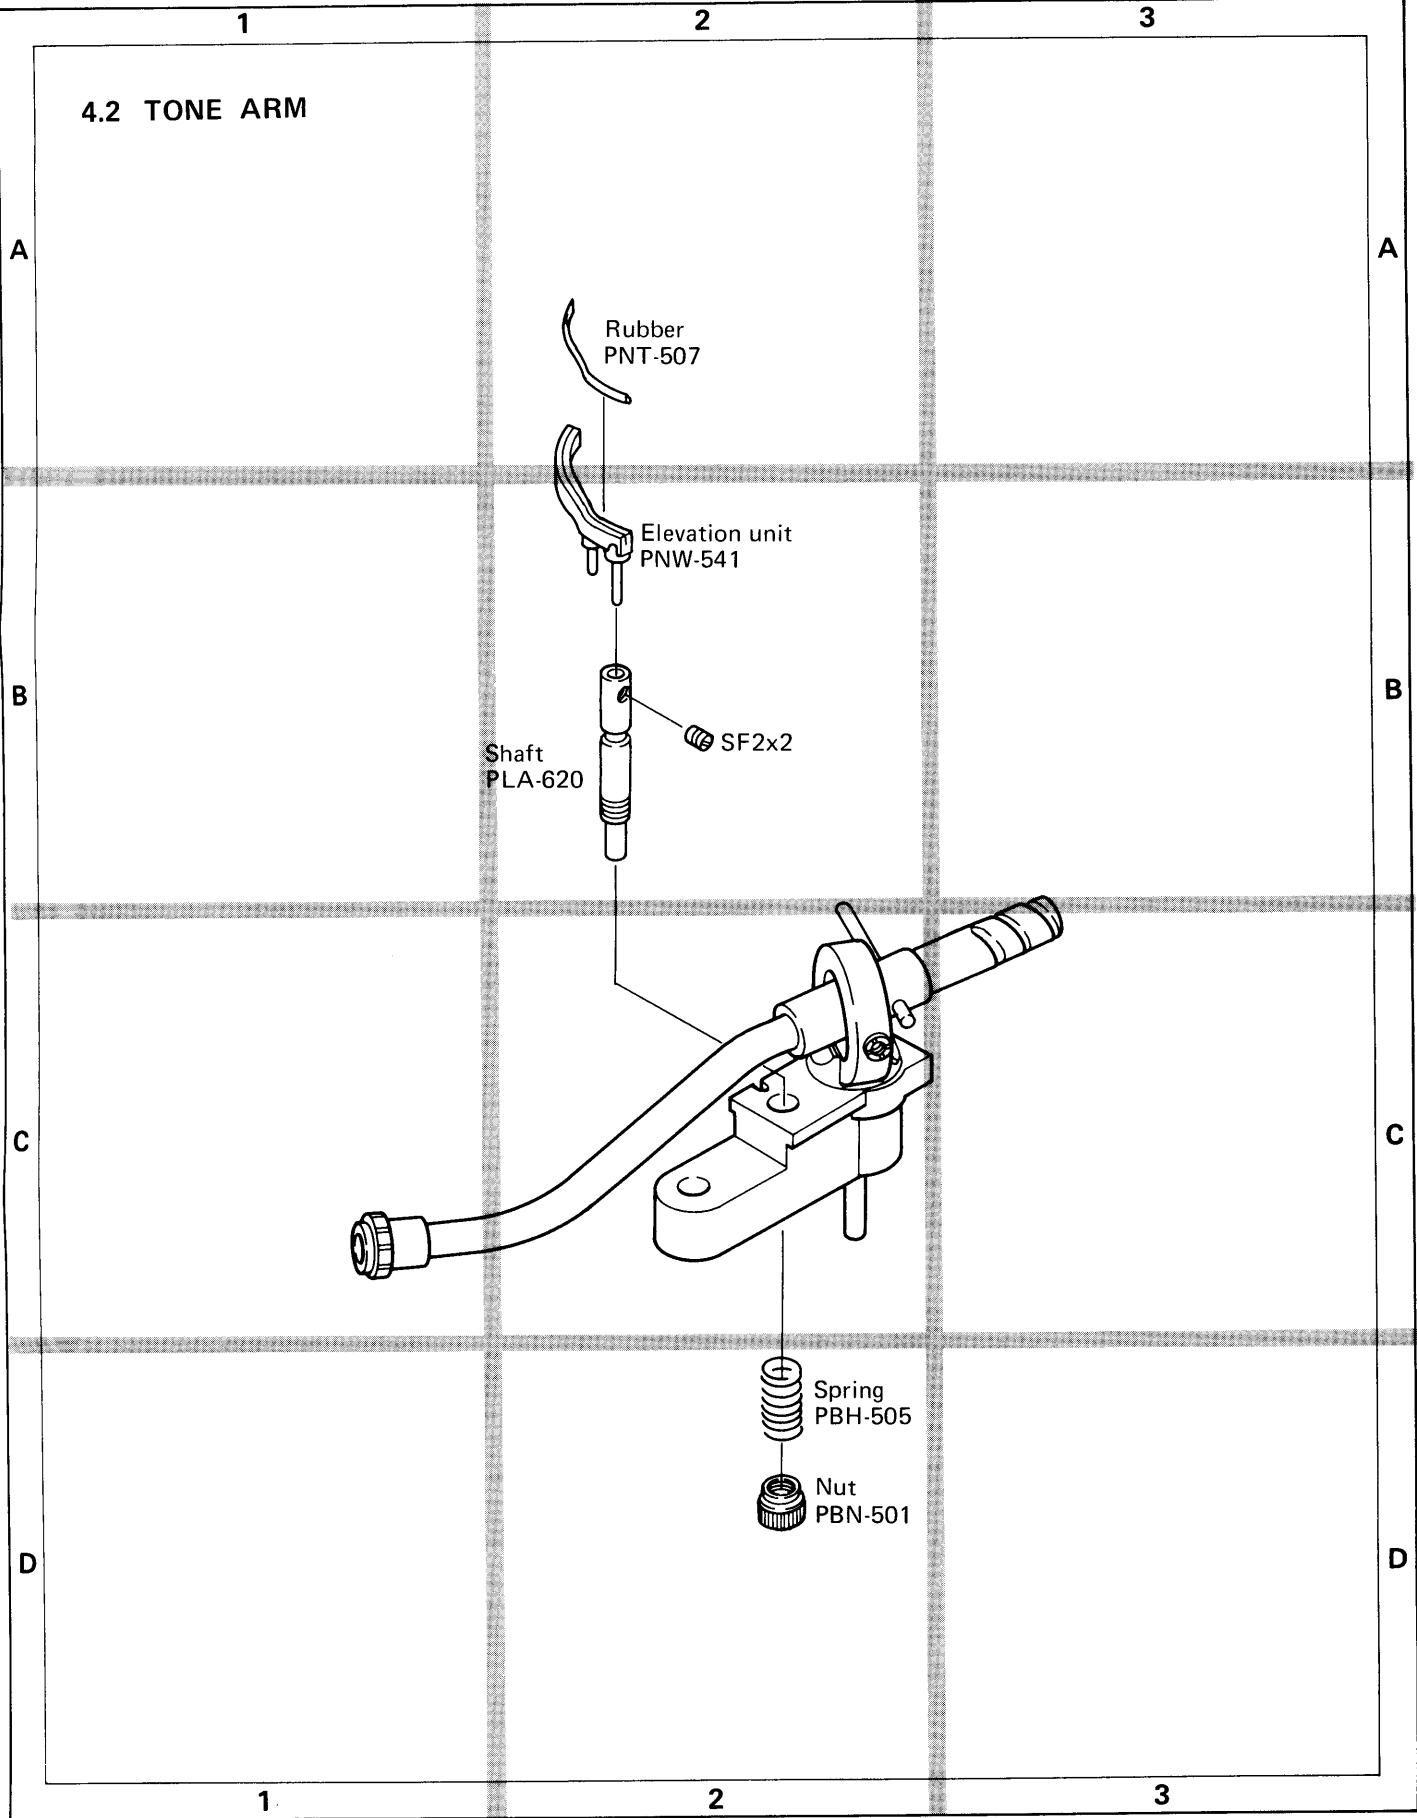 1 2 3
4.2 TONE ARM
A A
Rubber
PNT-507
Elevation unit
PNW-541
B B
SF2x2
Shaft
PLA-620
C C
Spring
PBH-505
Nut
PBN-501
D D
1 2 3